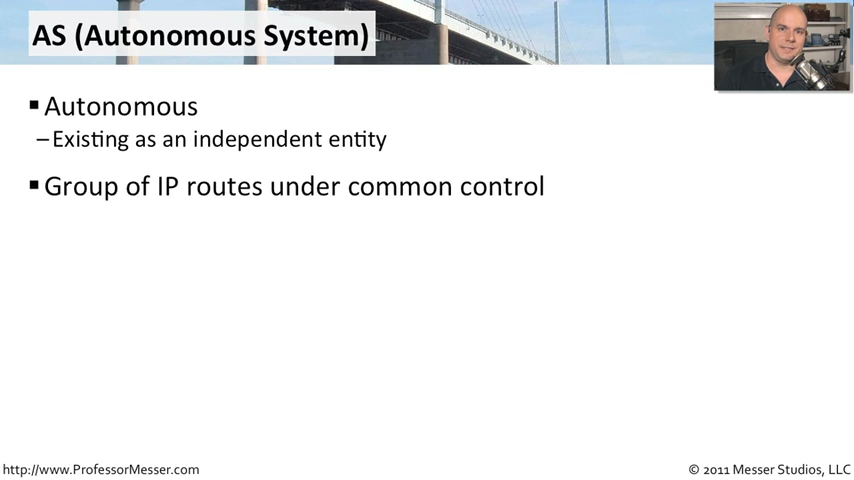 AS (Autonomous System)
▪ Autonomous
– Existing as an independent entity
▪ Group of IP routes under common control
http://www.ProfessorMesser.com
© 2011 Messer Studios, LLC